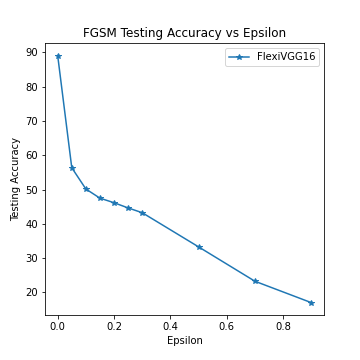 FGSM Testing Accuracy vs Epsilon
FlexiVGG16
90
80
70
60
50
40
30
20
Testing Accuracy
0.0 0.2 0.4 0.6 0.8
Epsilon